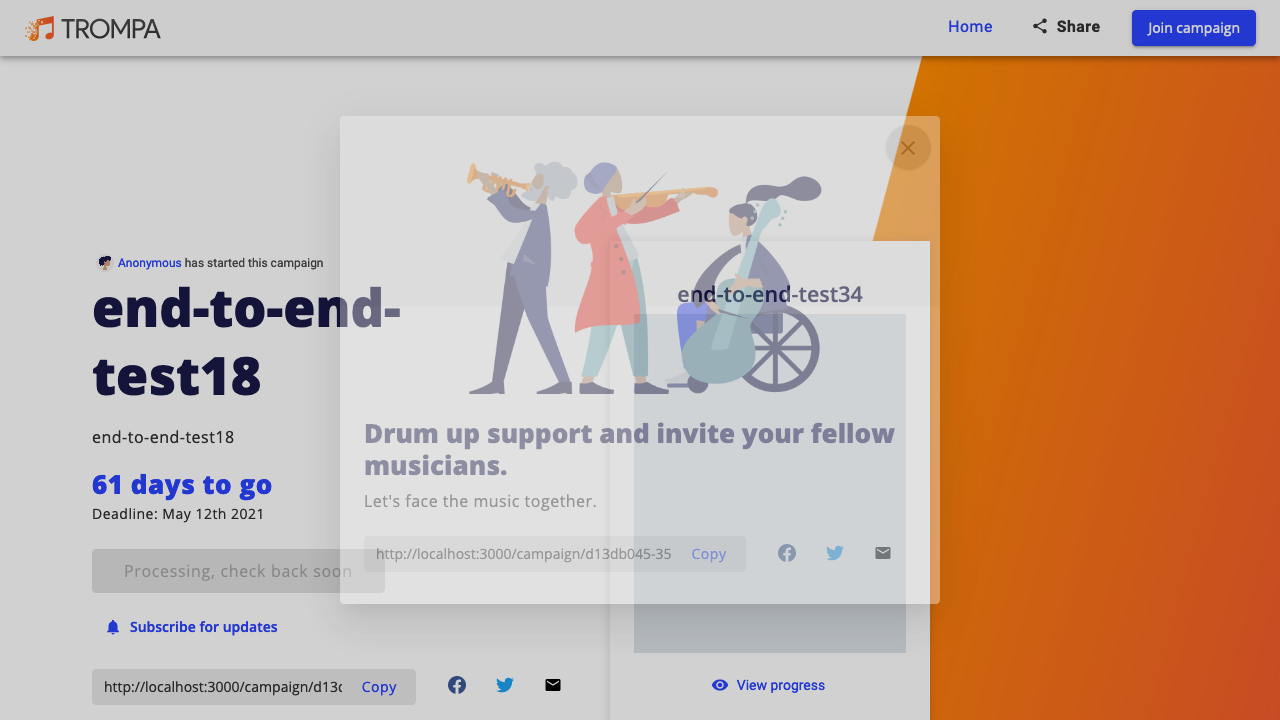 TROMPA
Home
Share
Join campaign
Anonymous has started this campaign
end-to-end-
test18
end-to-end-test18
61 days to go
Deadline: May 12th 2021
Processing, check back soon
Subscribe for updates
http://localhost:3000/campaign/d13
Copy
end-to-end-test34
Drum up support and invite your fellow
musicians.
Let's face the music together.
http://localhost:3000/campaign/d13db045-35
Copy
View progress